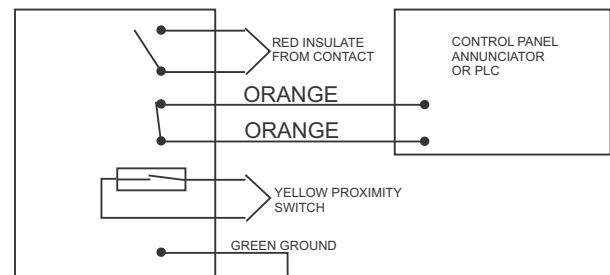 RED INSULATE
FROM CONTACT
CONTROL PANEL
ANNUNCIATOR
OR PLC
ORANGE
ORANGE
YELLOW PROXIMITY
SWITCH
GREEN GROUND